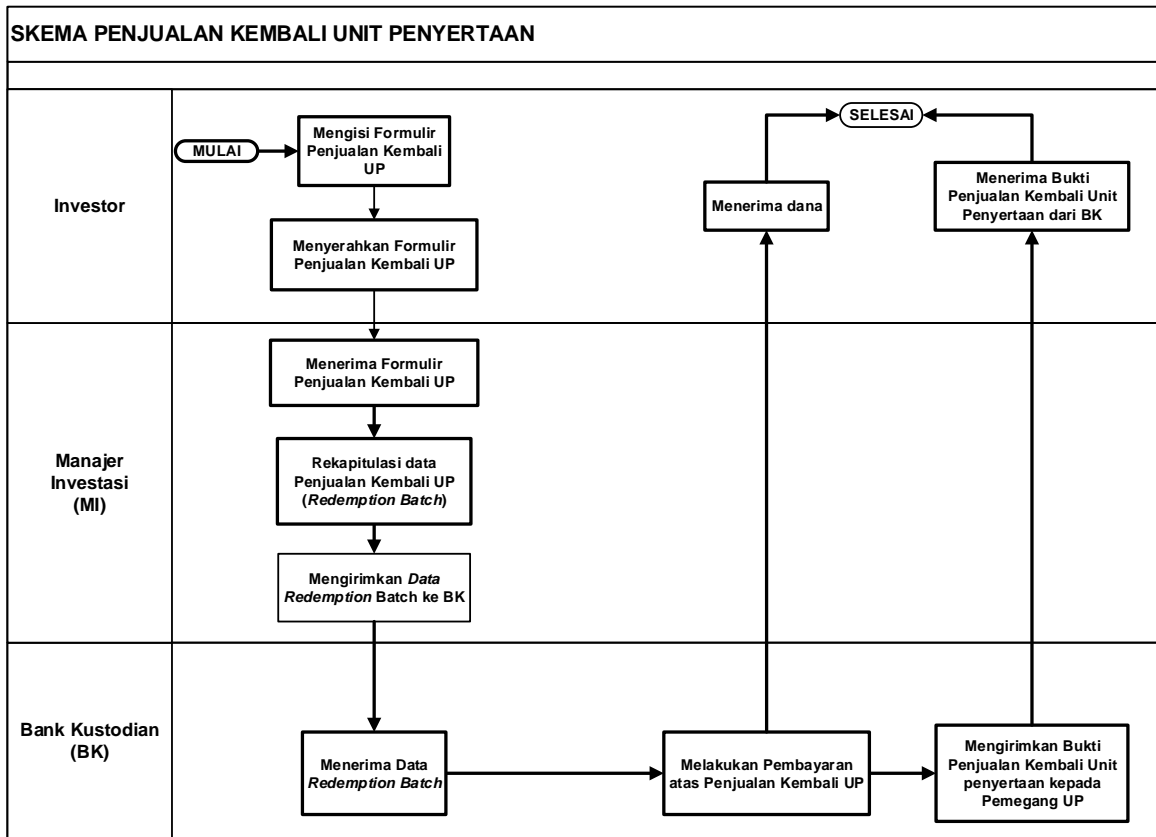 SKEMA PENJUALAN KEMBALI UNIT PENYERTAAN
Investor
MULAI
Mengisi Formulir
Penjualan Kembali
UP
Menyerahkan Formulir
Penjualan Kembali UP
SELESAI
Menerima dana
Menerima Bukti
Penjualan Kembali Unit
Penyertaan dari BK
Manajer
Investasi
(MI)
Menerima Formulir
Penjualan Kembali UP
Rekapitulasi data
Penjualan Kembali UP
(Redemption Batch)
Mengirimkan Data
Redemption Batch ke BK
Bank Kustodian
(BK)
Menerima Data
Redemption Batch
Melakukan Pembayaran
atas Penjualan Kembali UP
Mengirimkan Bukti
Penjualan Kembali Unit
penyertaan kepada
Pemegang UP